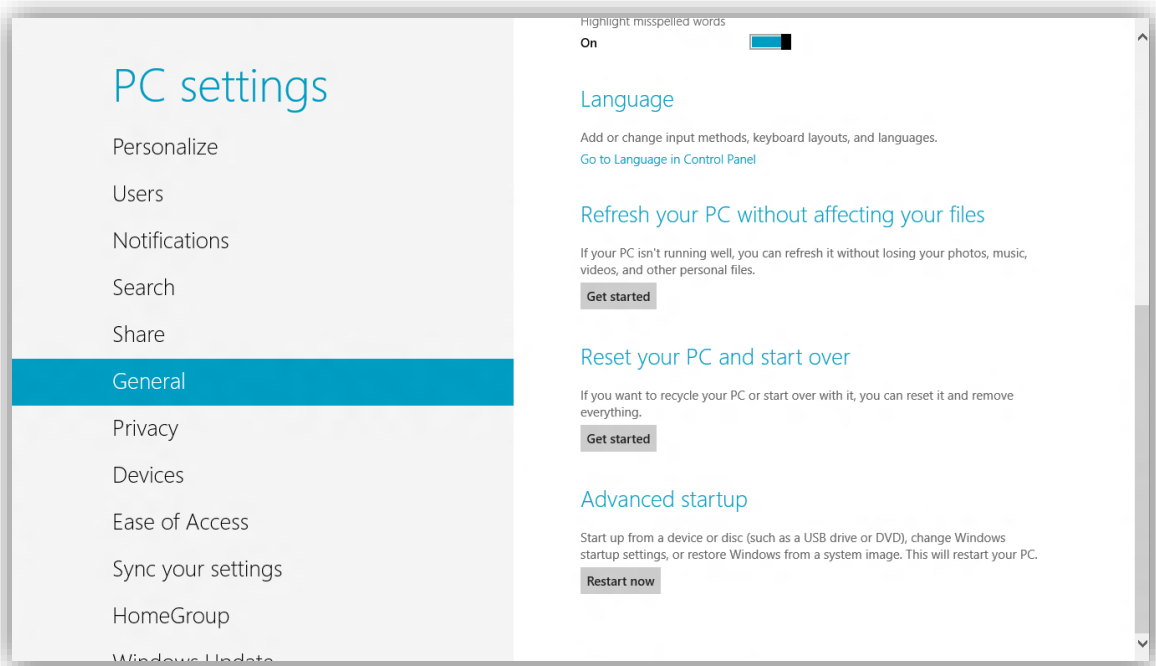 PC settings
Personalize
Users
Notifications
Search
Share
General
Privacy
Devices
Ease of Access
Sync your settings
HomeGroup
Windows Update
Highlight misspelled words
On
Language
Add or change input methods, keyboard layouts, and languages.
Go to Language in Control Panel
Refresh your PC without affecting your files
If your PC isn't running well, you can refresh it without losing your photos, music,
videos, and other personal files.
Get started
Reset your PC and start over
If you want to recycle your PC or start over with it, you can reset it and remove
everything.
Get started
Advanced startup
Start up from a device or disc (such as a USB drive or DVD), change Windows
startup settings, or restore Windows from a system image. This will restart your PC.
Restart now